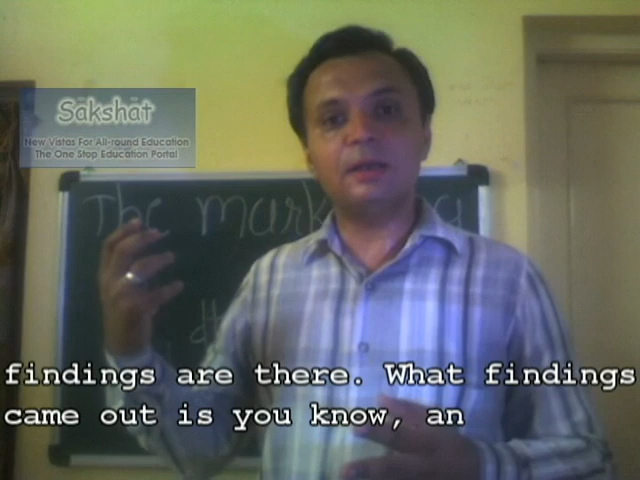 Sakshat
New Vistas For All-round Education
The One Stop Education Portal
The mark
findings are there. What findings
came out is you know, an